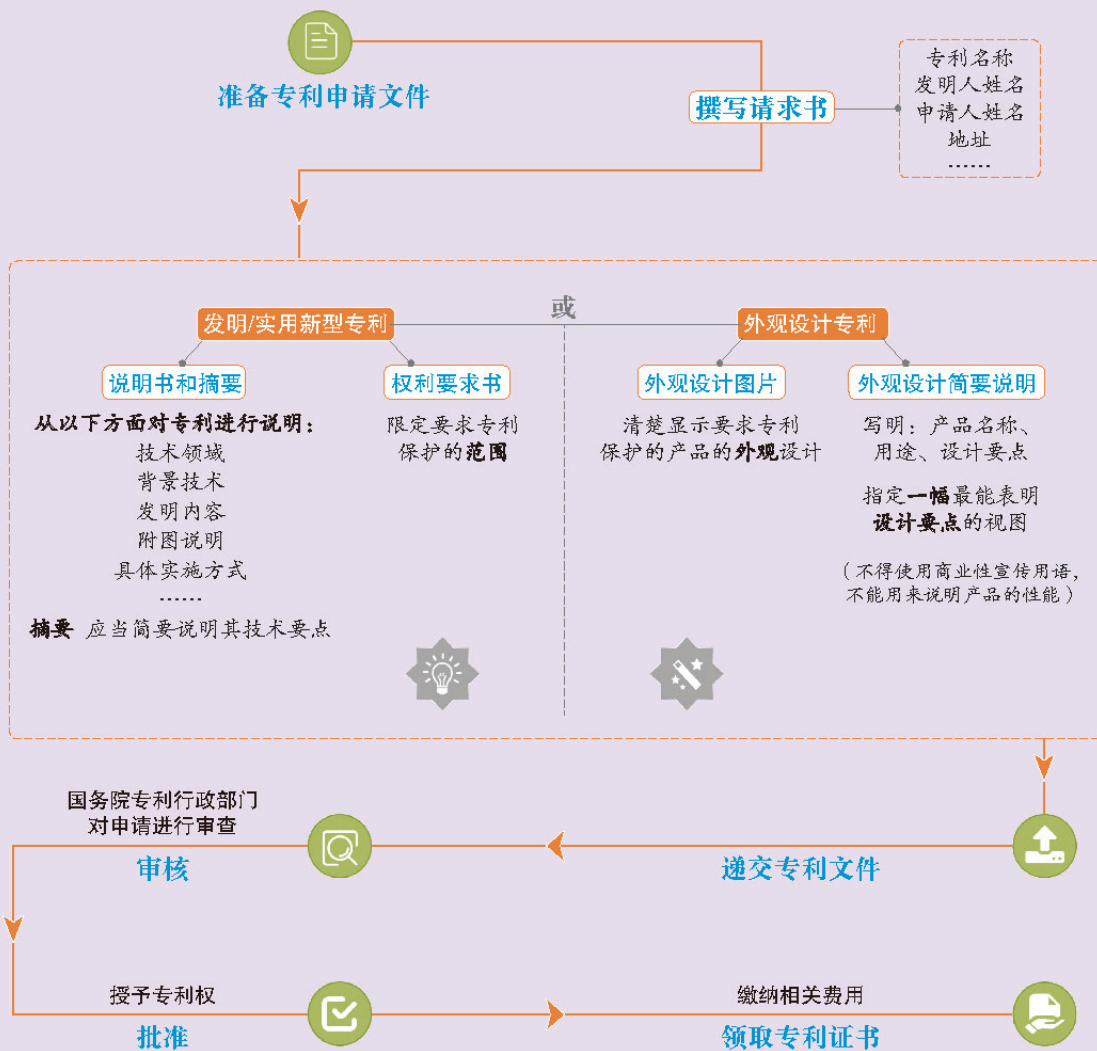 准备专利申请文件
撰写请求书
专利名称
发明人姓名
申请人姓名
地址
……
或
发明/实用新型专利
外观设计专利
说明书和摘要
从以下方面对专利进行说明：
技术领域
背景技术
发明内容
附图说明
具体实施方式
……
摘要 应当简要说明其技术要点
权利要求书
限定要求专利
保护的范围
外观设计图片
清楚显示要求专利
保护的产品的外观设计
外观设计简要说明
写明：产品名称、
用途、设计要点
指定一幅最能表明
设计要点的视图
（不得使用商业性宣传用语，
不能用来说明产品的性能）
递交专利文件
国务院专利行政部门
对申请进行审查
审核
授予专利权
批准
缴纳相关费用
领取专利证书